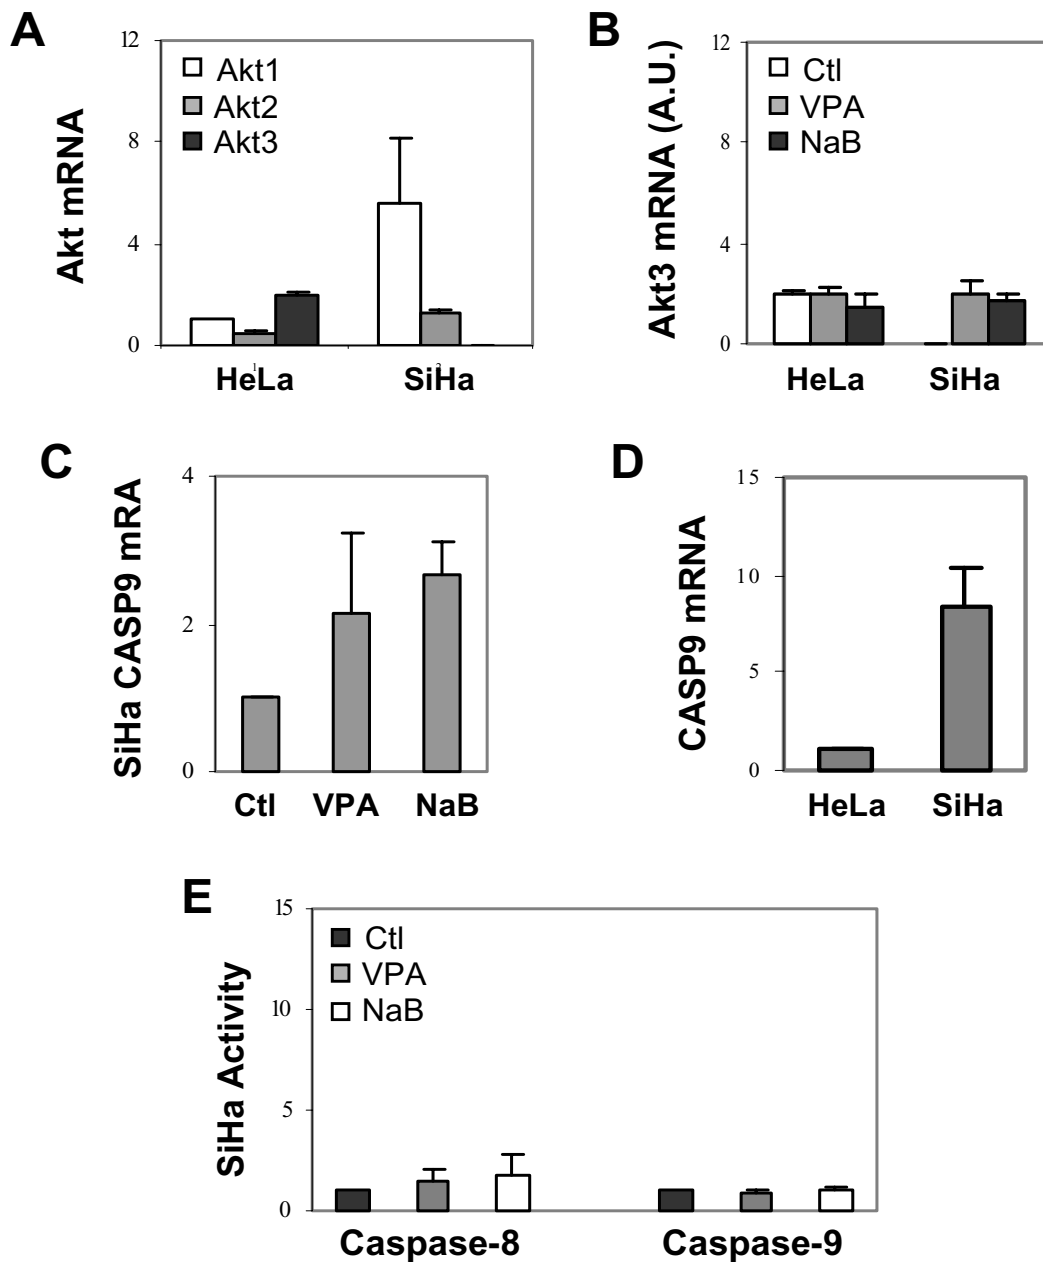 A
Akt mRNA
12
8
4
0
Akt1
Akt2
Akt3
1
2
HeLa
SiHa
B
Akt3 mRNA (A.U.)
12
8
4
0
Ctl
VPA
NaB
HeLa
SiHa
C
SiHa CASP9 mRA
4
2
0
Ctl
VPA
NaB
D
CASP9 mRNA
15
10
5
0
HeLa
SiHa
E
SiHa Activity
15
10
5
0
Ctl
VPA
NaB
Caspase-8
Caspase-9